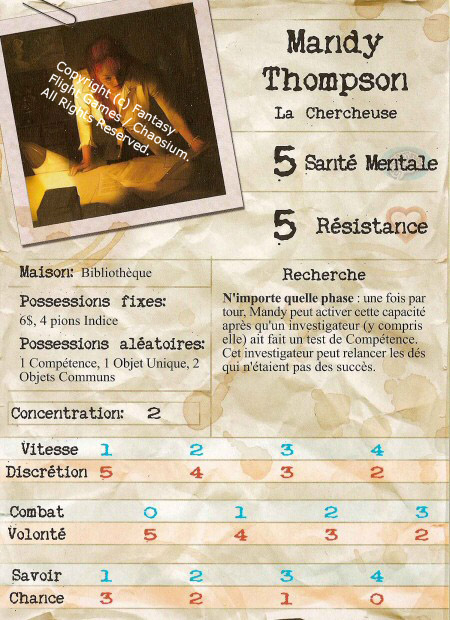 Copyright (c) Fantasy
Flight Games / Chaosium.
All Rights Reserved.
Mandy
Thompson
La Chercheuse
5 Santé Mentale
5 Résistance
Maison: Bibliothèque
Possessions fixes:
6$, 4 pions Indice
Possessions aléatoires:
1 Compétence, 1 Objet Unique, 2
Objets Communs
Concentration: 2
Recherche
N'importe quelle phase : une fois par
tour, Mandy peut activer cette capacité
après qu'un investigateur (y compris
elle) ait fait un test de Compétence.
Cet investigateur peut relancer les dés
qui n'étaient pas des succès.
Vitesse 1 2 3 4
Discrétion 5 4 3 2
Combat 0 1 2 3
Volonté 5 4 3 2
Savoir 1 2 3 4
Chance 3 2 1 0